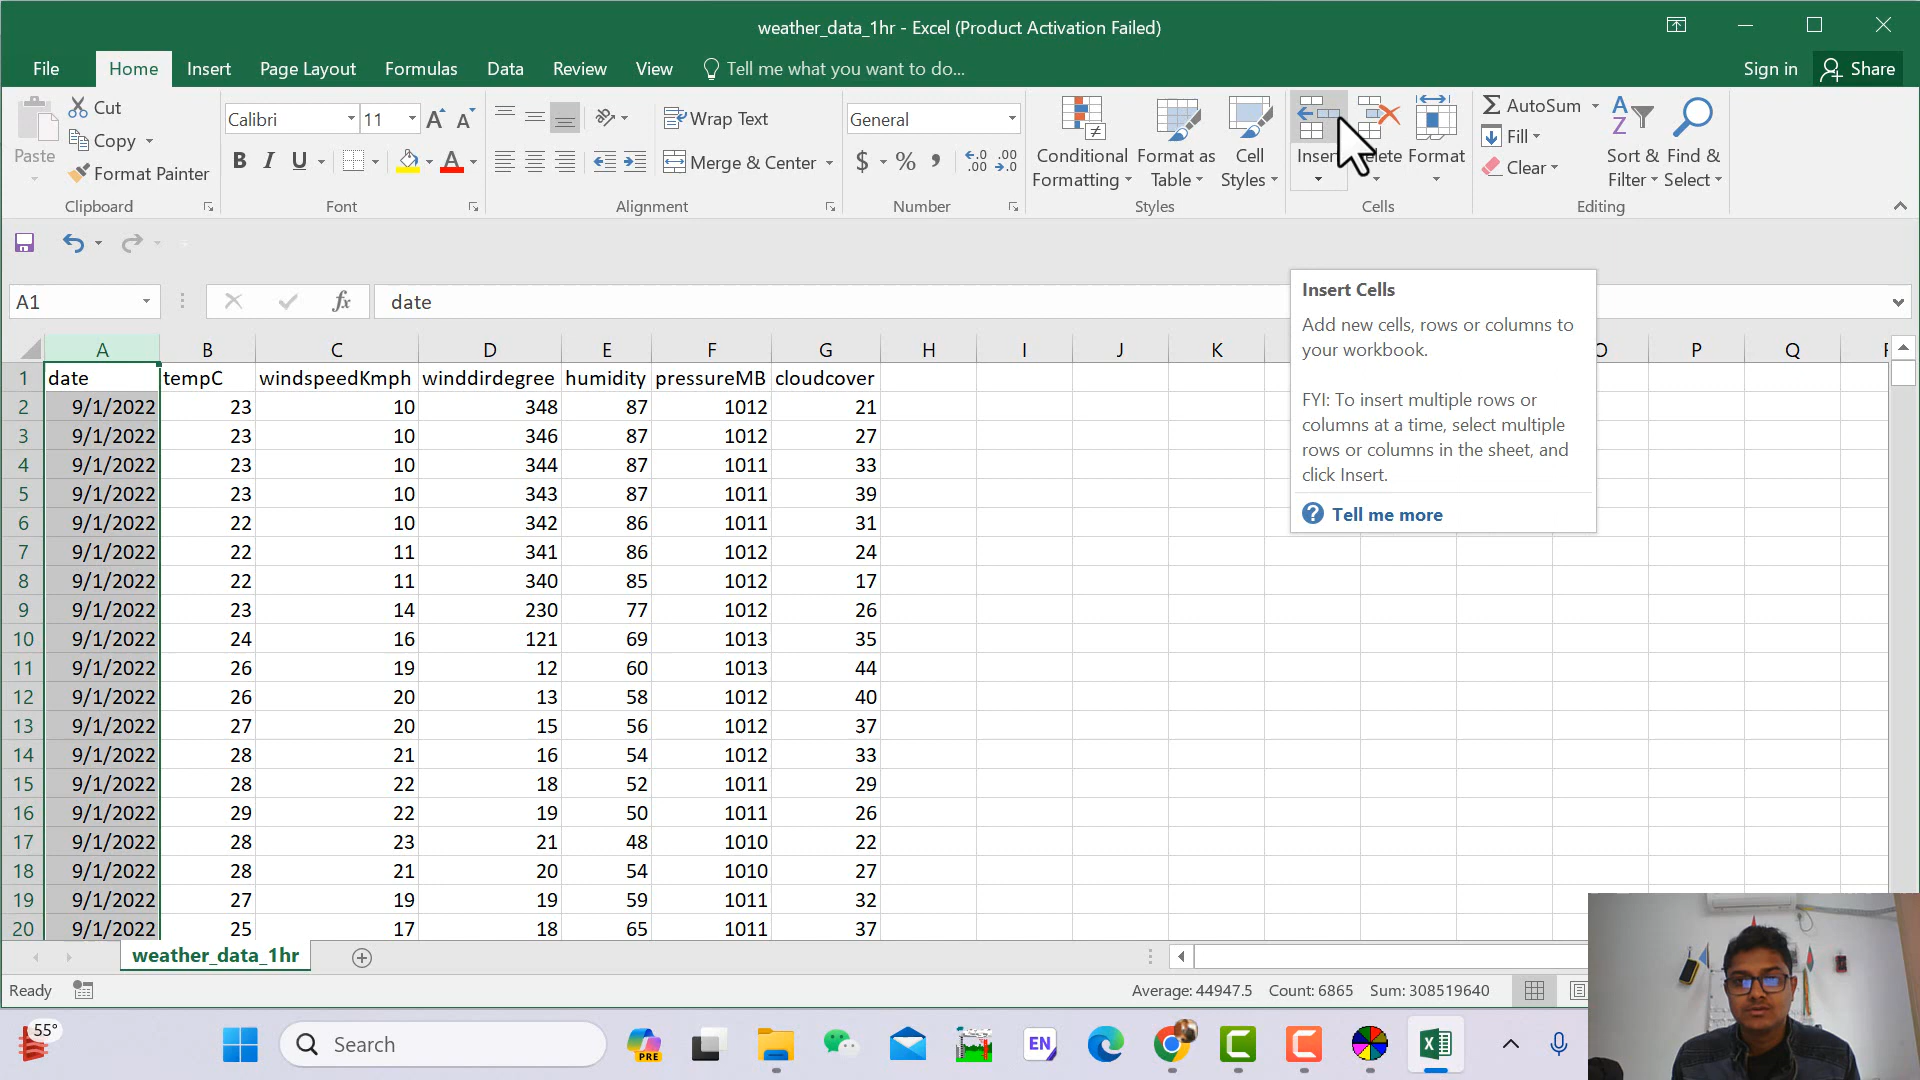 weather_data_1hr - Excel (Product Activation Failed)
File Home Insert Page Layout Formulas Data Review View Tell me what you want to do... Sign in Share
Paste
Cut
Copy
Format Painter
Clipboard
Calibri 11
B I U A
Font
Wrap Text
Merge & Center
Alignment
General
$ % ,
Number
Conditional Formatting
Format as Table
Cell Styles
Styles
Insert
Format
Cells
AutoSum
Fill
Clear
Sort & Filter
Find & Select
Editing
A1 fx date
Insert Cells
Add new cells, rows or columns to
your workbook.
FYI: To insert multiple rows or
columns at a time, select multiple
rows or columns in the sheet, and
click Insert.
Tell me more
A B C D E F G H I J K O P Q
1 date tempC windspeedKmph winddirdegree humidity pressureMB cloudcover
2 9/1/2022 23 10 348 87 1012 21
3 9/1/2022 23 10 346 87 1012 27
4 9/1/2022 23 10 344 87 1011 33
5 9/1/2022 23 10 343 87 1011 39
6 9/1/2022 22 10 342 86 1011 31
7 9/1/2022 22 11 341 86 1012 24
8 9/1/2022 22 11 340 85 1012 17
9 9/1/2022 23 14 230 77 1012 26
10 9/1/2022 24 16 121 69 1013 35
11 9/1/2022 26 19 12 60 1013 44
12 9/1/2022 26 20 13 58 1012 40
13 9/1/2022 27 20 15 56 1012 37
14 9/1/2022 28 21 16 54 1012 33
15 9/1/2022 28 22 18 52 1011 29
16 9/1/2022 29 22 19 50 1011 26
17 9/1/2022 28 23 21 48 1010 22
18 9/1/2022 28 21 20 54 1010 27
19 9/1/2022 27 19 19 59 1011 32
20 9/1/2022 25 17 18 65 1011 37
weather_data_1hr
Ready Average: 44947.5 Count: 6865 Sum: 308519640
55° Search PRE EN